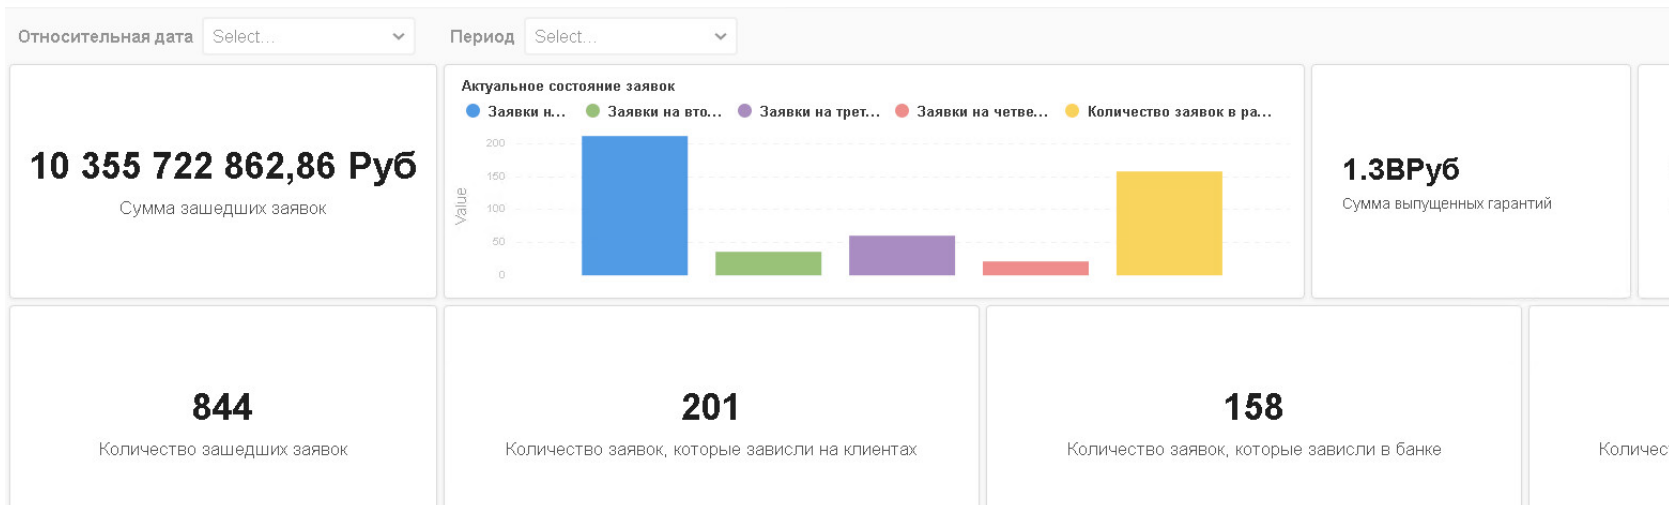 Относительная дата Select...
Период Select...
10 355 722 862,86 Руб
Сумма зашедших заявок
Актуальное состояние заявок
Заявки н... Заявки на вто... Заявки на трет... Заявки на четве... Количество заявок в ра...
200
150
100
50
0
Value
1.3BРуб
Сумма выпущенных гарантий
844
Количество зашедших заявок
201
Количество заявок, которые зависли на клиентах
158
Количество заявок, которые зависли в банке
Количес